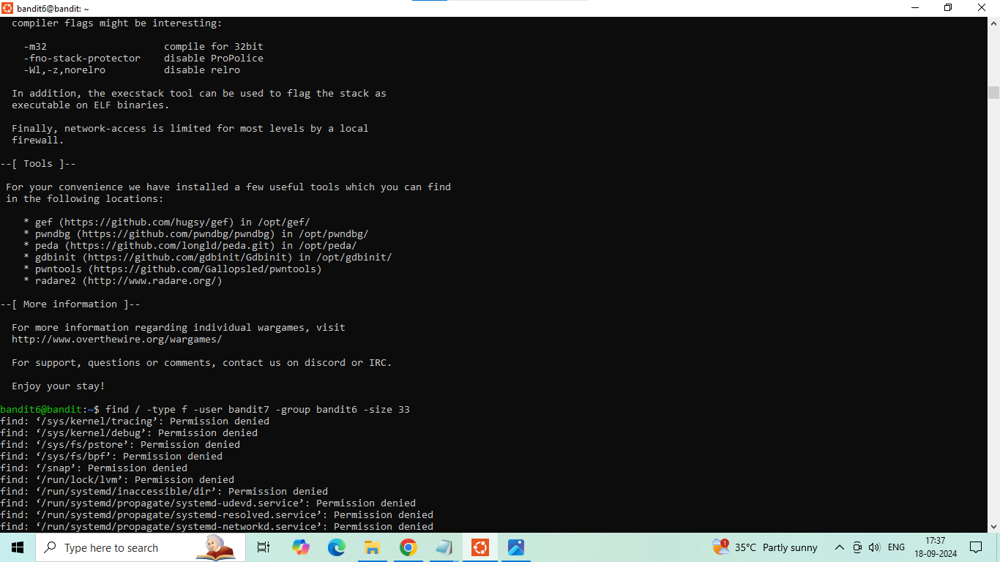 bandit6@bandit: ~
compiler flags might be interesting:
-m32 compile for 32bit
-fno-stack-protector disable ProPolice
-Wl,-z,norelro disable relro
In addition, the execstack tool can be used to flag the stack as
executable on ELF binaries.
Finally, network-access is limited for most levels by a local
firewall.
--[ Tools ]--
For your convenience we have installed a few useful tools which you can find
in the following locations:
* gef (https://github.com/hugsy/gef) in /opt/gef/
* pwndbg (https://github.com/pwndbg/pwndbg) in /opt/pwndbg/
* peda (https://github.com/longld/peda.git) in /opt/peda/
* gdbinit (https://github.com/gdbinit/Gdbinit) in /opt/gdbinit/
* pwntools (https://github.com/Gallopsled/pwntools)
* radare2 (http://www.radare.org/)
--[ More information ]--
For more information regarding individual wargames, visit
http://www.overthewire.org/wargames/
For support, questions or comments, contact us on discord or IRC.
Enjoy your stay!
bandit6@bandit:~$ find / -type f -user bandit7 -group bandit6 -size 33
find: ‘/sys/kernel/tracing’: Permission denied
find: ‘/sys/kernel/debug’: Permission denied
find: ‘/sys/fs/pstore’: Permission denied
find: ‘/sys/fs/bpf’: Permission denied
find: ‘/snap’: Permission denied
find: ‘/run/lock/lvm’: Permission denied
find: ‘/run/systemd/inaccessible/dir’: Permission denied
find: ‘/run/systemd/propagate/systemd-udevd.service’: Permission denied
find: ‘/run/systemd/propagate/systemd-resolved.service’: Permission denied
find: ‘/run/systemd/propagate/systemd-networkd.service’: Permission denied
Type here to search
1
35°C Partly sunny
ENG
17:37
18-09-2024